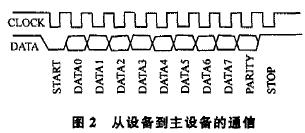 CLOCK
DATA
START
DATA0
DATA1
DATA2
DATA3
DATA4
DATA5
DATA6
DATA7
PARITY
STOP
图 2 从设备到主设备的通信